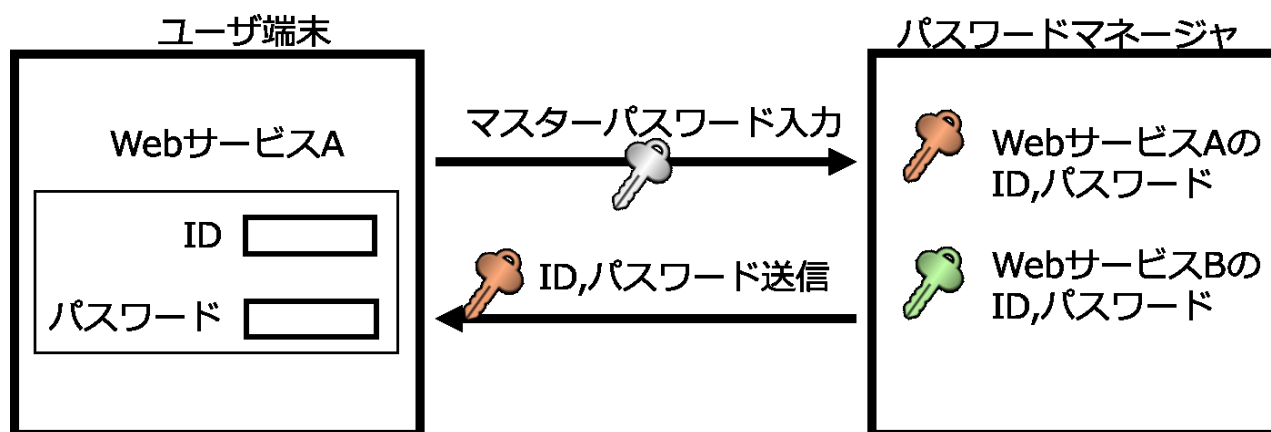 ユーザ端末
WebサービスA
ID
パスワード
マスターパスワード入力
ID,パスワード送信
パスワードマネージャ
WebサービスAの
ID,パスワード
WebサービスBの
ID,パスワード